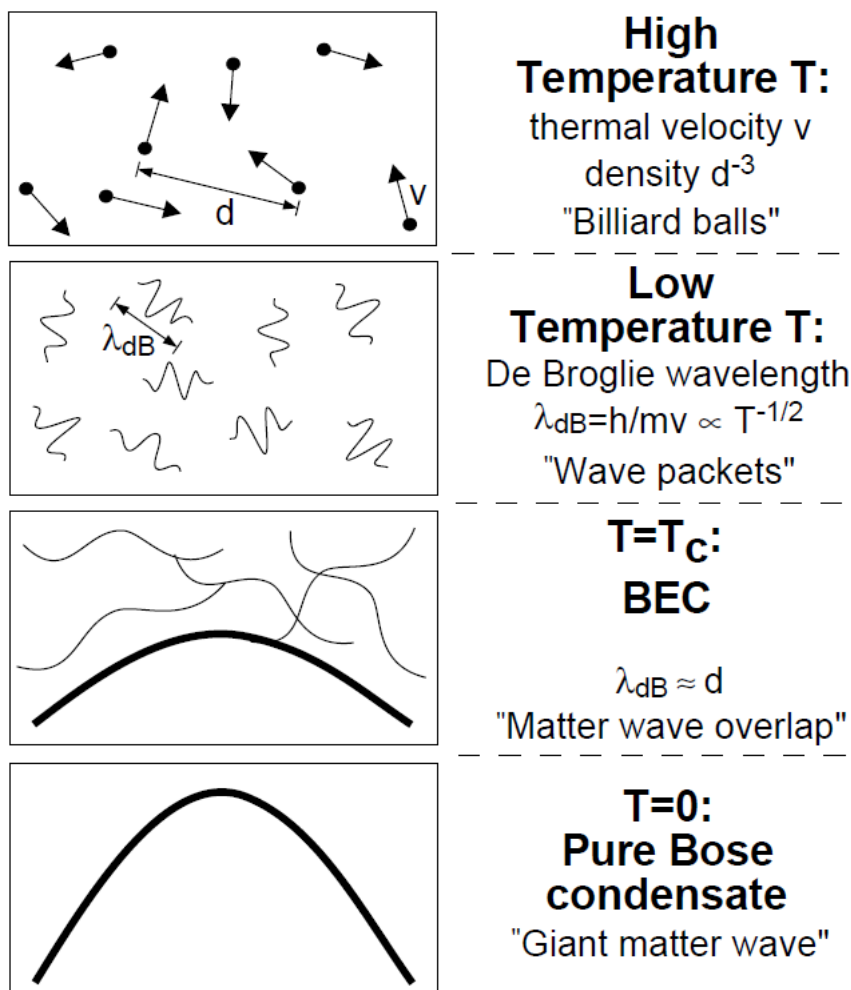 High
Temperature T:
thermal velocity v
density d⁻³
"Billiard balls"
d
v
Low
Temperature T:
De Broglie wavelength
λdB=h/mv ∝ T⁻¹/²
"Wave packets"
λdB
T=Tc:
BEC
λdB ≈ d
"Matter wave overlap"
T=0:
Pure Bose
condensate
"Giant matter wave"